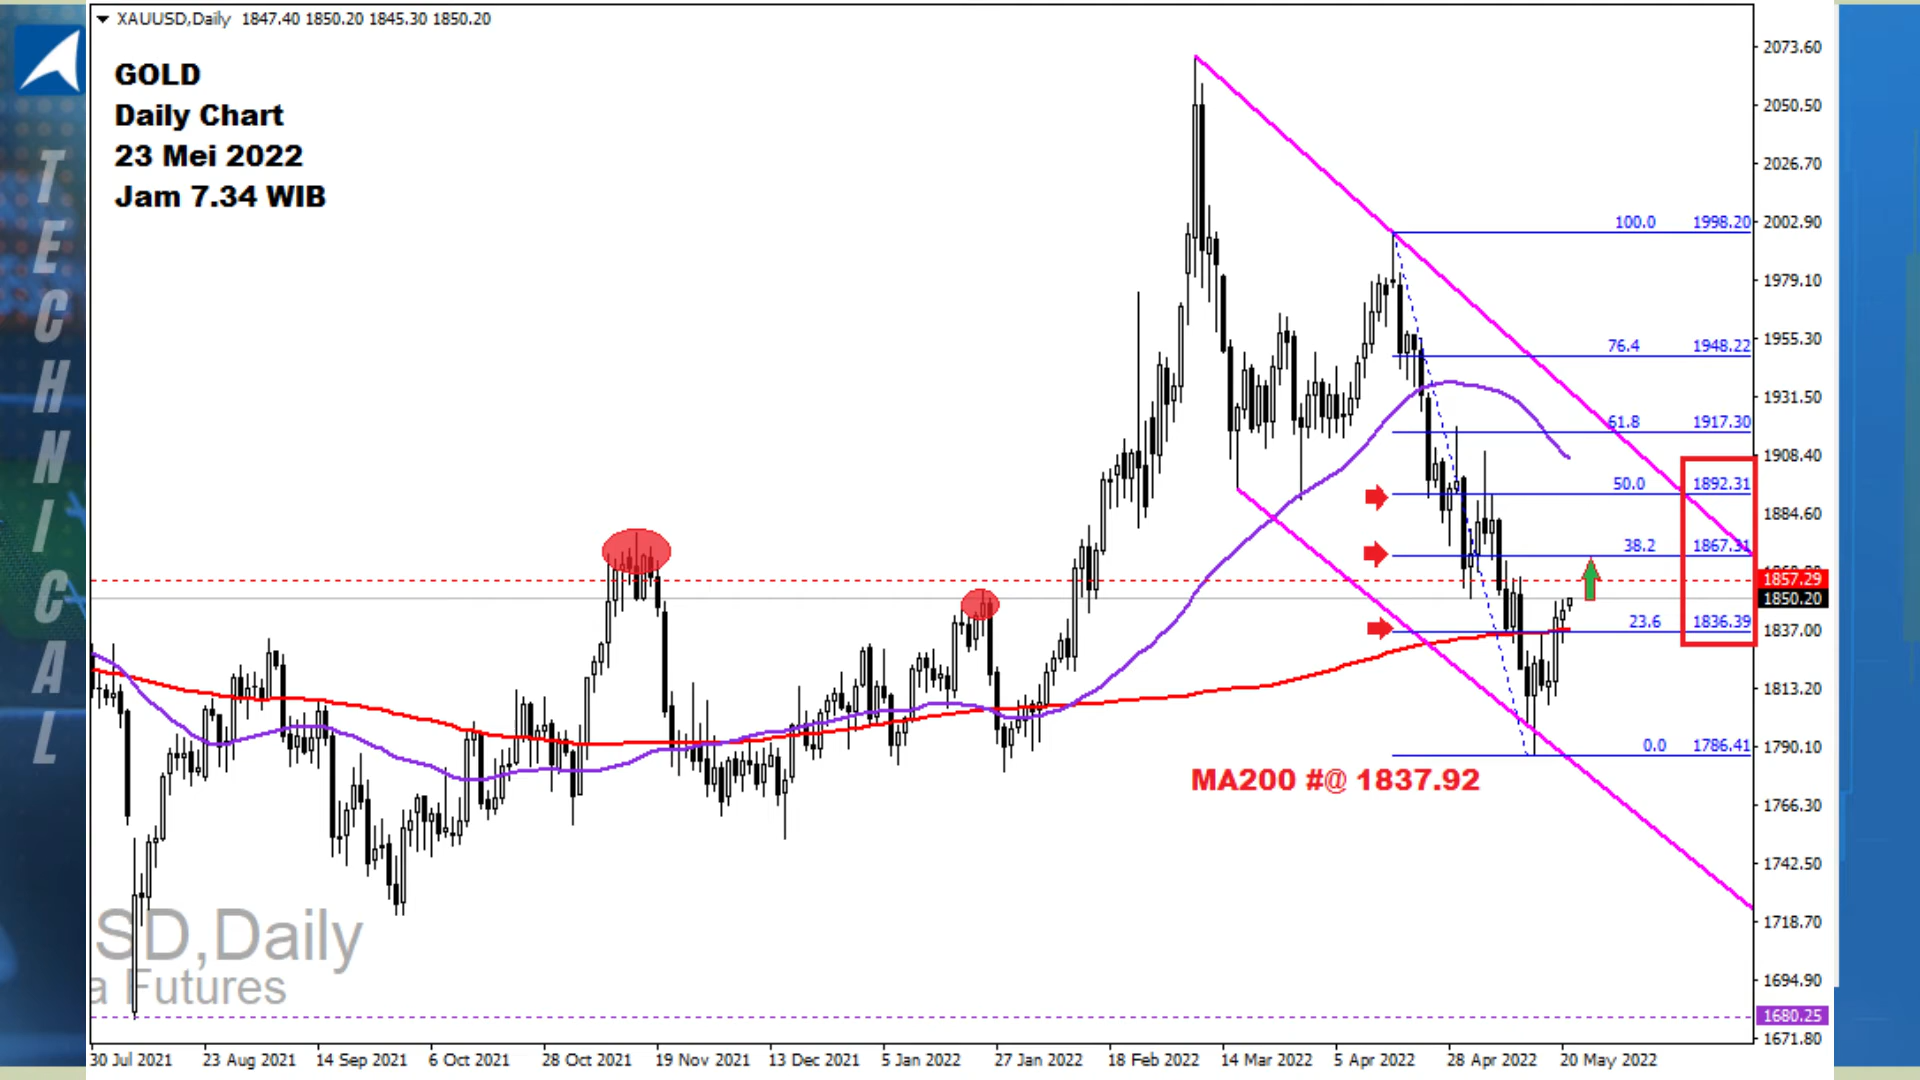 XAUUSD,Daily 1847.40 1850.20 1845.30 1850.20
GOLD
Daily Chart
23 Mei 2022
Jam 7.34 WIB
TECHNICAL
2073.60
2050.50
2026.70
2002.90
1979.10
1955.30
1931.50
1908.40
1884.60
1857.29
1850.20
1837.00
1813.20
1790.10
1766.30
1742.50
1718.70
1694.90
1680.25
1671.80
100.0 1998.20
76.4 1948.22
61.8 1917.30
50.0 1892.31
38.2 1867.31
23.6 1836.39
0.0 1786.41
MA200 #@ 1837.92
SD,Daily
a Futures
30 Jul 2021 23 Aug 2021 14 Sep 2021 6 Oct 2021 28 Oct 2021 19 Nov 2021 13 Dec 2021 5 Jan 2022 27 Jan 2022 18 Feb 2022 14 Mar 2022 5 Apr 2022 28 Apr 2022 20 May 2022